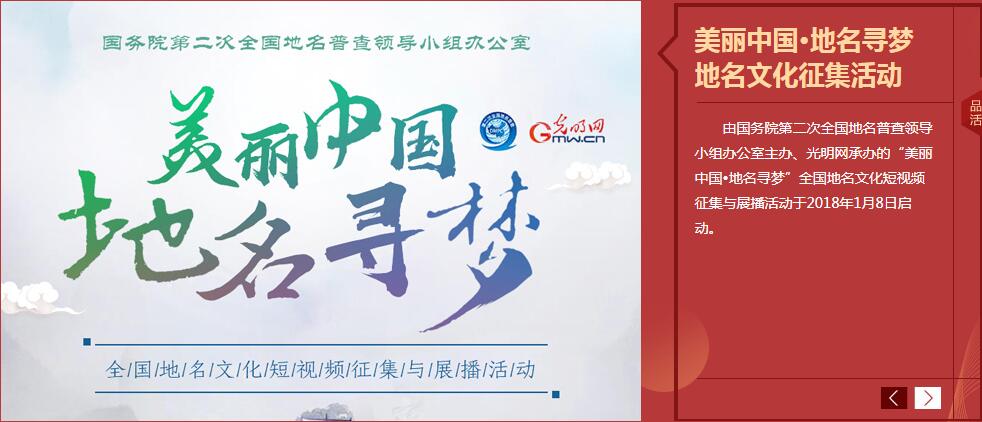 国务院第二次全国地名普查领导小组办公室
美丽中国
光明网
Gmw.cn
地名寻梦
全/国/地/名/文/化/短/视/频/征/集/与/展/播/活/动
美丽中国·地名寻梦
地名文化征集活动
由国务院第二次全国地名普查领导
小组办公室主办、光明网承办的“美丽
中国·地名寻梦”全国地名文化短视频
征集与展播活动于2018年1月8日启
动。
品
活